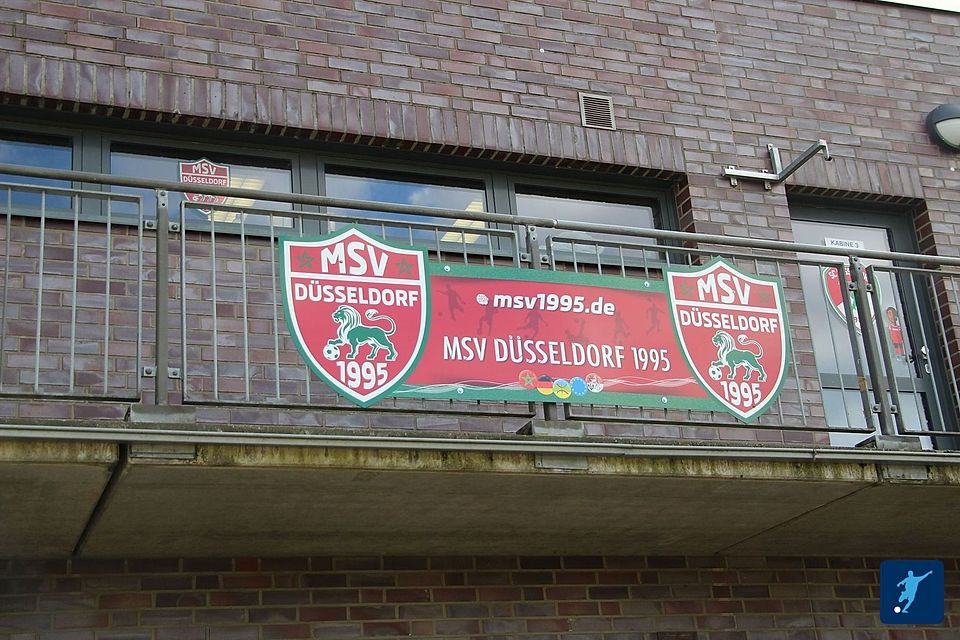 MSV
DÜSSELDORF
KABINE 3
MSV
DÜSSELDORF
1995
msv1995.de
MSV DÜSSELDORF 1995
MSV
DÜSSELDORF
1995